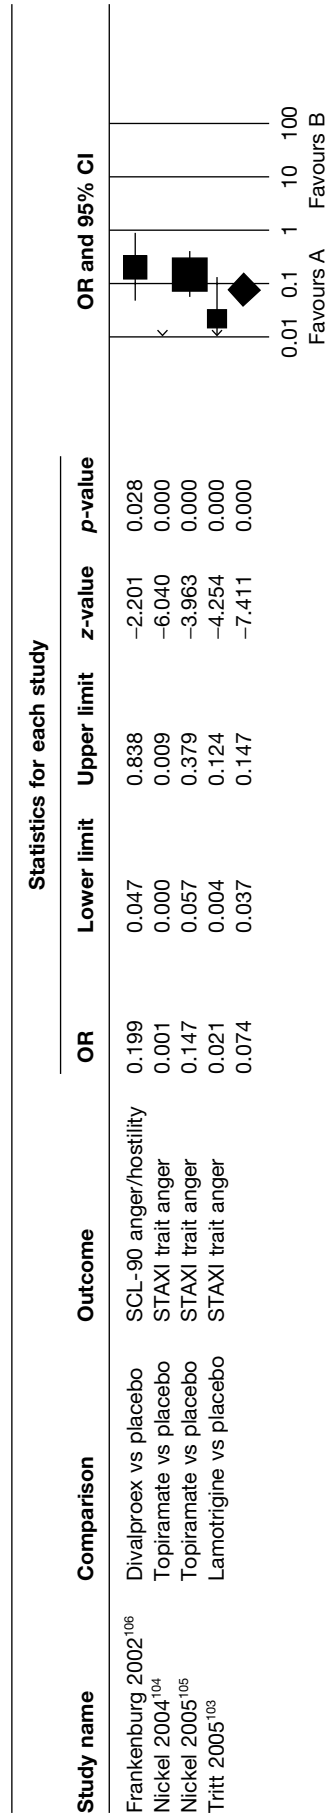 Statistics for each study
Study name Comparison Outcome OR Lower limit Upper limit z-value p-value OR and 95% CI
Frankenburg 2002106 Divalproex vs placebo SCL-90 anger/hostility 0.199 0.047 0.838 –2.201 0.028
Nickel 2004104 Topiramate vs placebo STAXI trait anger 0.001 0.000 0.009 –6.040 0.000
Nickel 2005105 Topiramate vs placebo STAXI trait anger 0.147 0.057 0.379 –3.963 0.000
Tritt 2005103 Lamotrigine vs placebo STAXI trait anger 0.021 0.004 0.124 –4.254 0.000
0.074 0.037 0.147 –7.411 0.000
0.01 0.1 1 10 100
Favours A Favours B